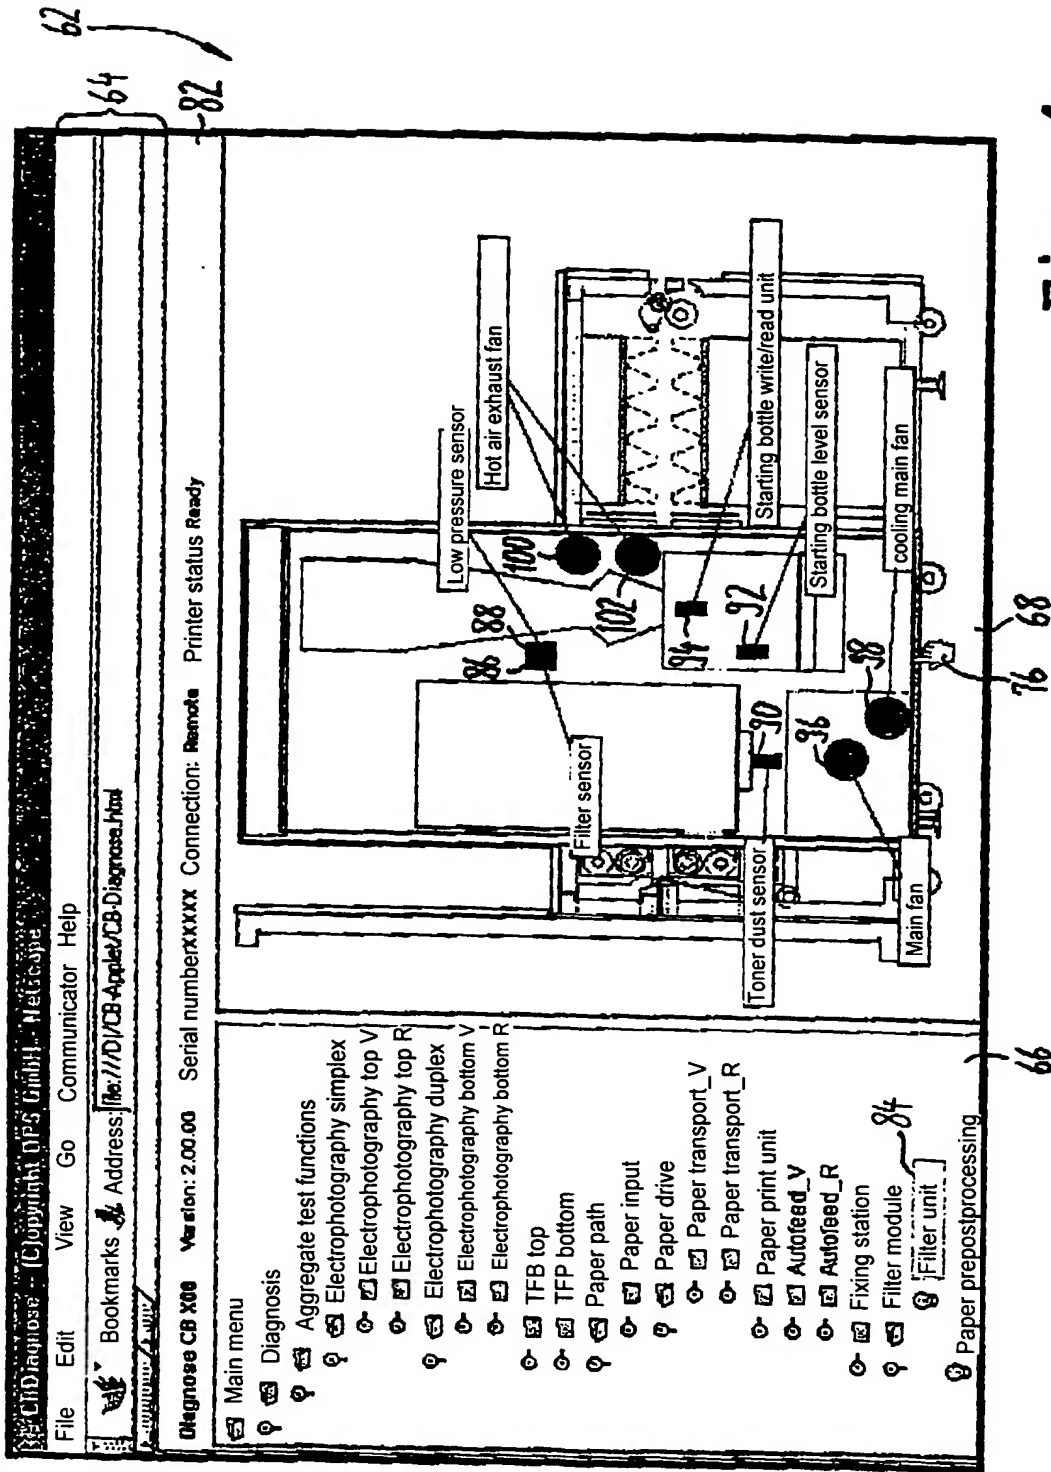 62
64
CBDiagnose - (C)opyright DPS GmbH - Netscape
File Edit View Go Communicator Help
Bookmarks Address: file:///D|/CB-Applet/CB-Diagnose.html
82
Diagnose CB X00 Version: 2.00.00 Serial numberXXXXX Connection: Remote Printer status Ready
Main menu
Diagnosis
Aggregate test functions
Electrophotography simplex
Electrophotography top V
Electrophotography top R
Electrophotography duplex
Electrophotography bottom V
Electrophotography bottom R
TFB top
TFP bottom
Paper path
Paper input
Paper drive
Paper transport_V
Paper transport_R
Paper print unit
Autofeed_V
Autofeed_R
Fixing station
Filter module
84
Filter unit
Paper prepostprocessing
66
Low pressure sensor
Hot air exhaust fan
86
88
100
102
Filter sensor
94
92
Starting bottle write/read unit
Starting bottle level sensor
90
Toner dust sensor
96
98
cooling main fan
Main fan
76
68